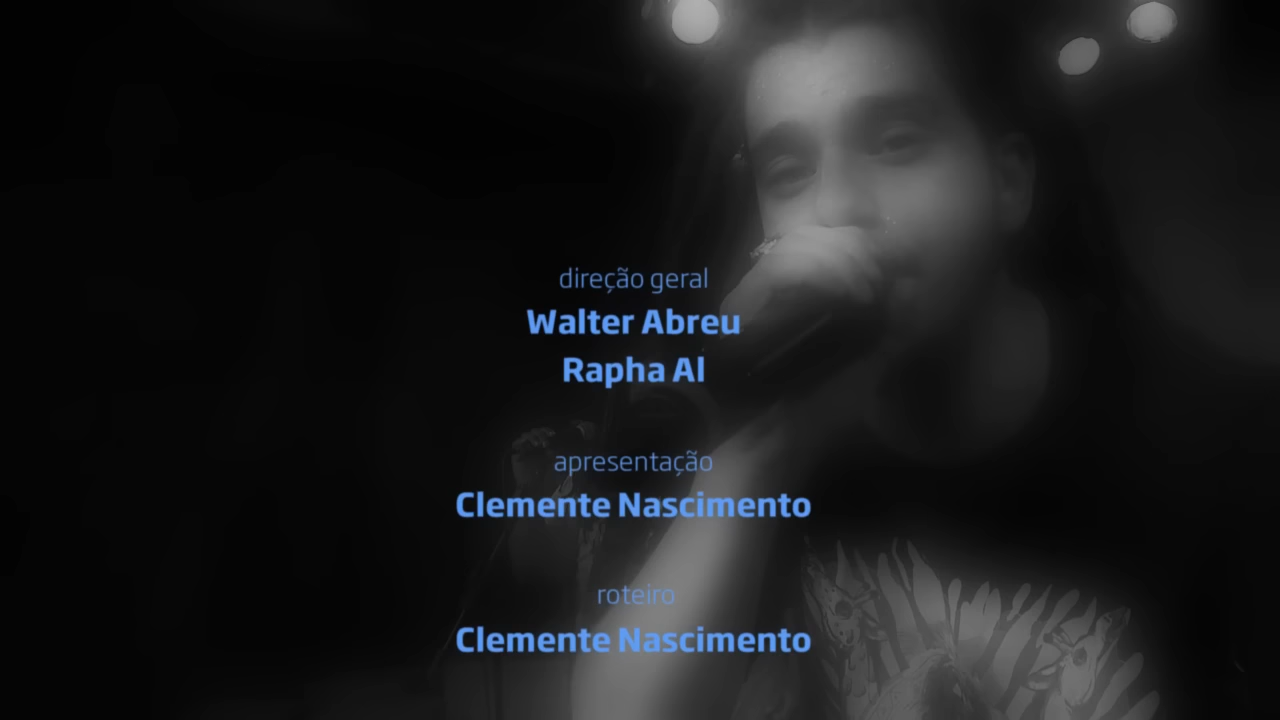 direção geral
Walter Abreu
Rapha Al
apresentação
Clemente Nascimento
roteiro
Clemente Nascimento